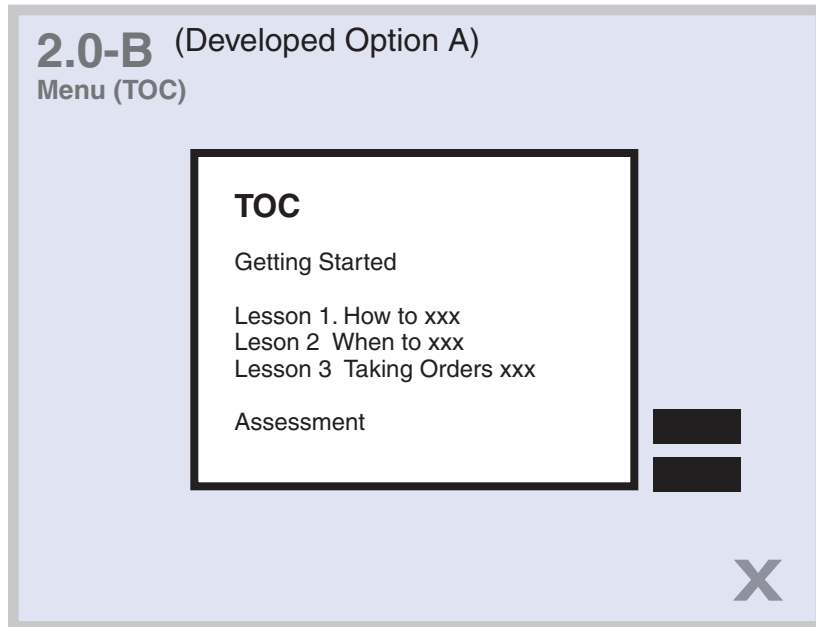 2.0-B (Developed Option A)
Menu (TOC)
TOC
Getting Started
Lesson 1. How to xxx
Leson 2 When to xxx
Lesson 3 Taking Orders xxx
Assessment
X